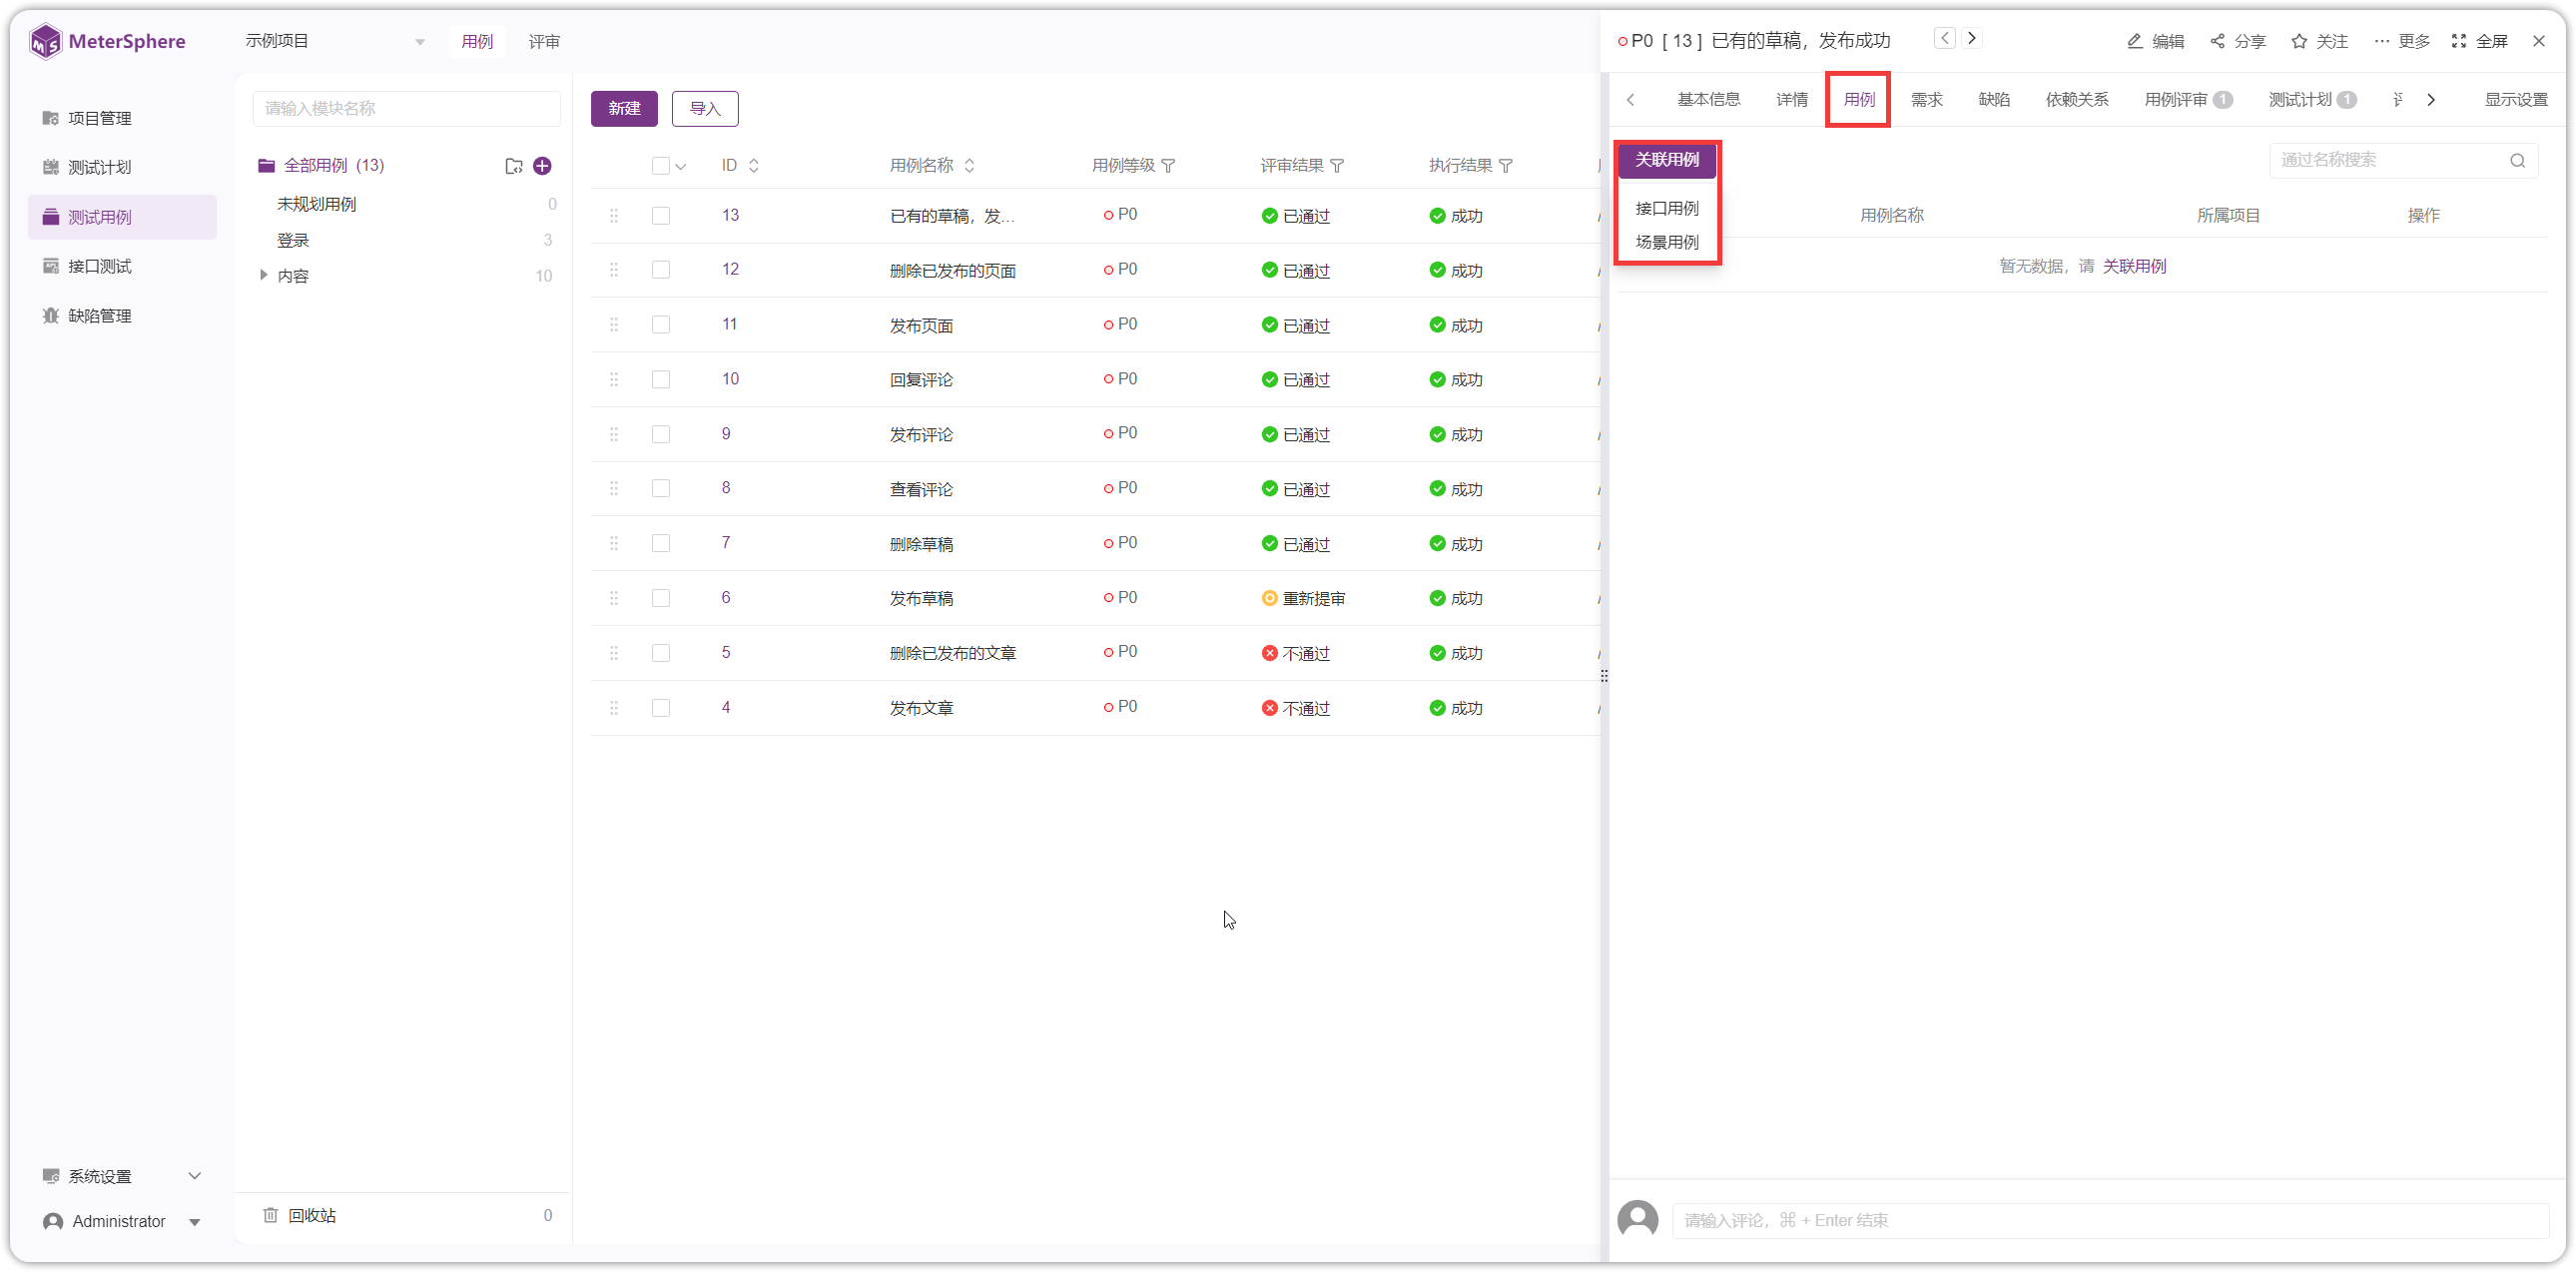 MeterSphere
示例项目
用例
评审
项目管理
测试计划
测试用例
接口测试
缺陷管理
系统设置
Administrator
请输入模块名称
全部用例 (13)
未规划用例 0
登录 3
内容 10
回收站 0
新建 导入
ID 用例名称 用例等级 评审结果 执行结果
13 已有的草稿，发... P0 已通过 成功
12 删除已发布的页面 P0 已通过 成功
11 发布页面 P0 已通过 成功
10 回复评论 P0 已通过 成功
9 发布评论 P0 已通过 成功
8 查看评论 P0 已通过 成功
7 删除草稿 P0 已通过 成功
6 发布草稿 P0 重新提审 成功
5 删除已发布的文章 P0 不通过 成功
4 发布文章 P0 不通过 成功
P0 [ 13 ] 已有的草稿，发布成功
编辑 分享 关注 更多 全屏
基本信息 详情 用例 需求 缺陷 依赖关系 用例评审 1 测试计划 1 显示设置
关联用例
接口用例
场景用例
通过名称搜索
用例名称 所属项目 操作
暂无数据，请 关联用例
请输入评论，⌘ + Enter 结束